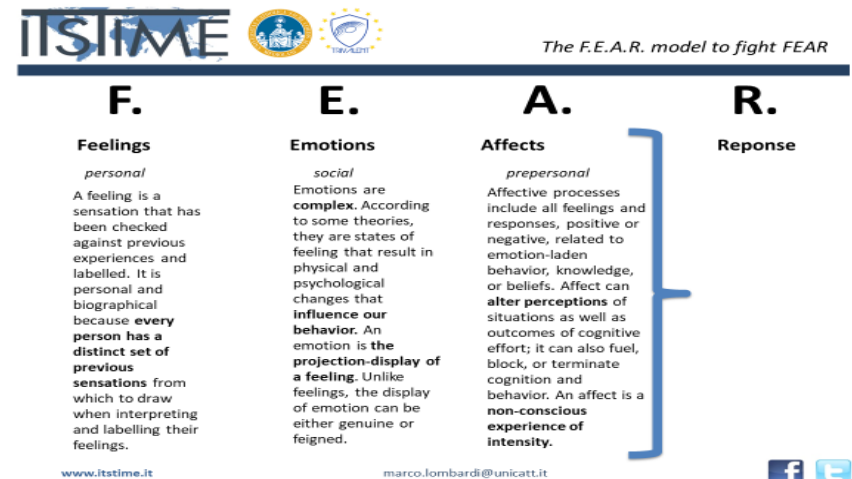 ITSTIME
TRIVALENT
The F.E.A.R. model to fight FEAR
F.
Feelings
personal
A feeling is a
sensation that has
been checked
against previous
experiences and
labelled. It is
personal and
biographical
because every
person has a
distinct set of
previous
sensations from
which to draw
when interpreting
and labelling their
feelings.
E.
Emotions
social
Emotions are
complex. According
to some theories,
they are states of
feeling that result in
physical and
psychological
changes that
influence our
behavior. An
emotion is the
projection-display of
a feeling. Unlike
feelings, the display
of emotion can be
either genuine or
feigned.
A.
Affects
prepersonal
Affective processes
include all feelings and
responses, positive or
negative, related to
emotion-laden
behavior, knowledge,
or beliefs. Affect can
alter perceptions of
situations as well as
outcomes of cognitive
effort; it can also fuel,
block, or terminate
cognition and
behavior. An affect is a
non-conscious
experience of
intensity.
R.
Reponse
www.itstime.it
marco.lombardi@unicatt.it